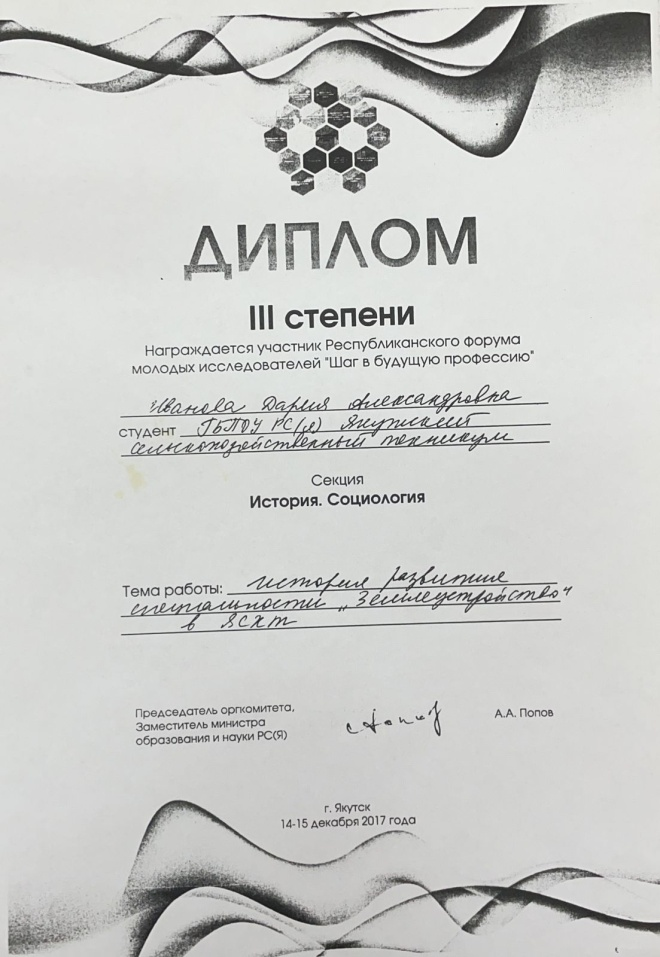 ДИПЛОМ
III степени
Награждается участник Республиканского форума
молодых исследователей "Шаг в будущую профессию"
Иванова Дария Александровна
студент ГБПОУ РС(Я) Якутский
сельскохозяйственный техникум
Секция
История. Социология
Тема работы: история развития
специальности „Землеустройство"
в ЯСХТ
Председатель оргкомитета,
Заместитель министра
образования и науки РС(Я)
А.А. Попов
г. Якутск
14-15 декабря 2017 года